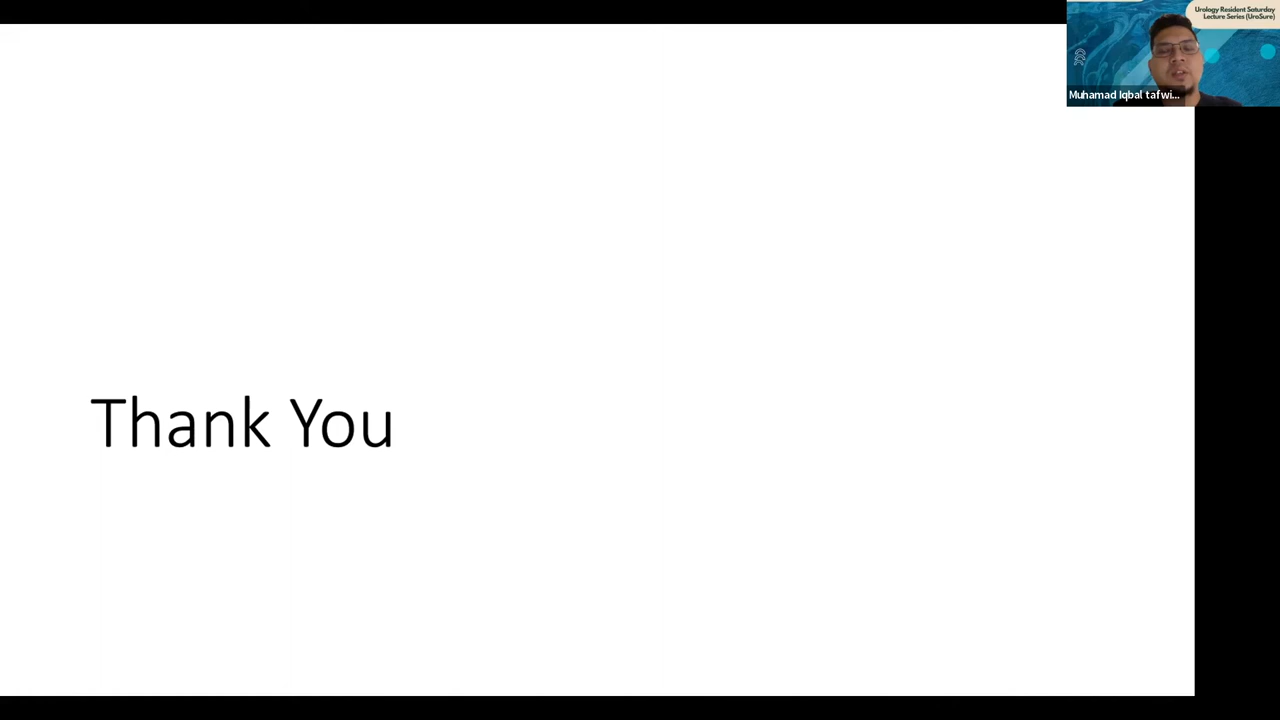 Urology Resident Saturday
Lecture Series (UroSure)
Muhamad Iqbal tafwi...
Thank You